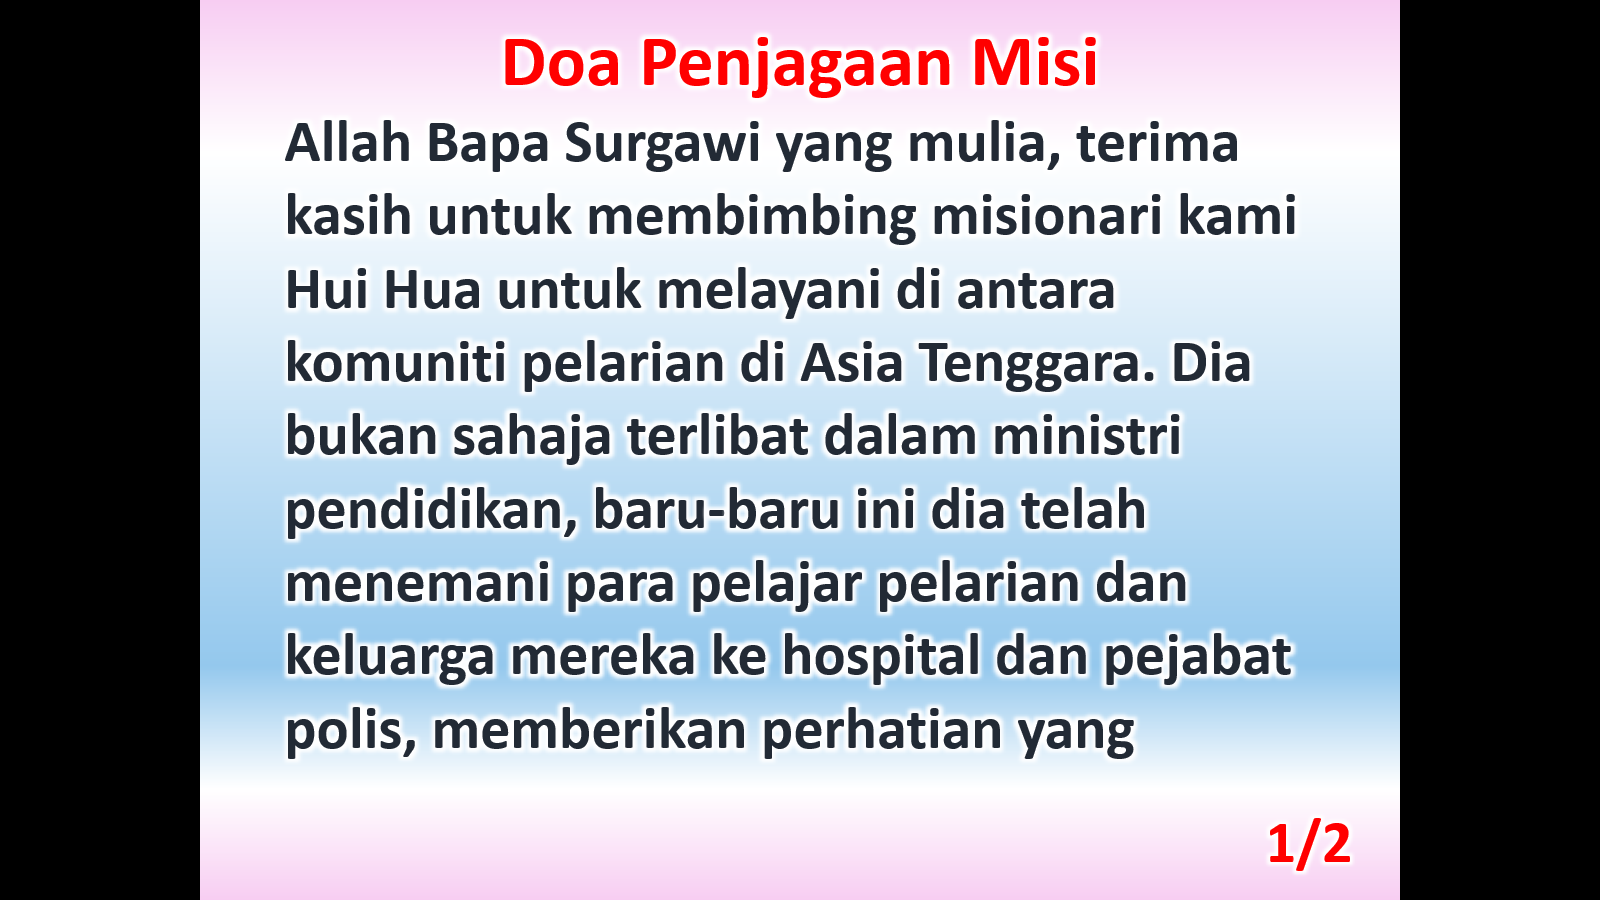 Doa Penjagaan Misi
Allah Bapa Surgawi yang mulia, terima
kasih untuk membimbing misionari kami
Hui Hua untuk melayani di antara
komuniti pelarian di Asia Tenggara. Dia
bukan sahaja terlibat dalam ministri
pendidikan, baru-baru ini dia telah
menemani para pelajar pelarian dan
keluarga mereka ke hospital dan pejabat
polis, memberikan perhatian yang
1/2